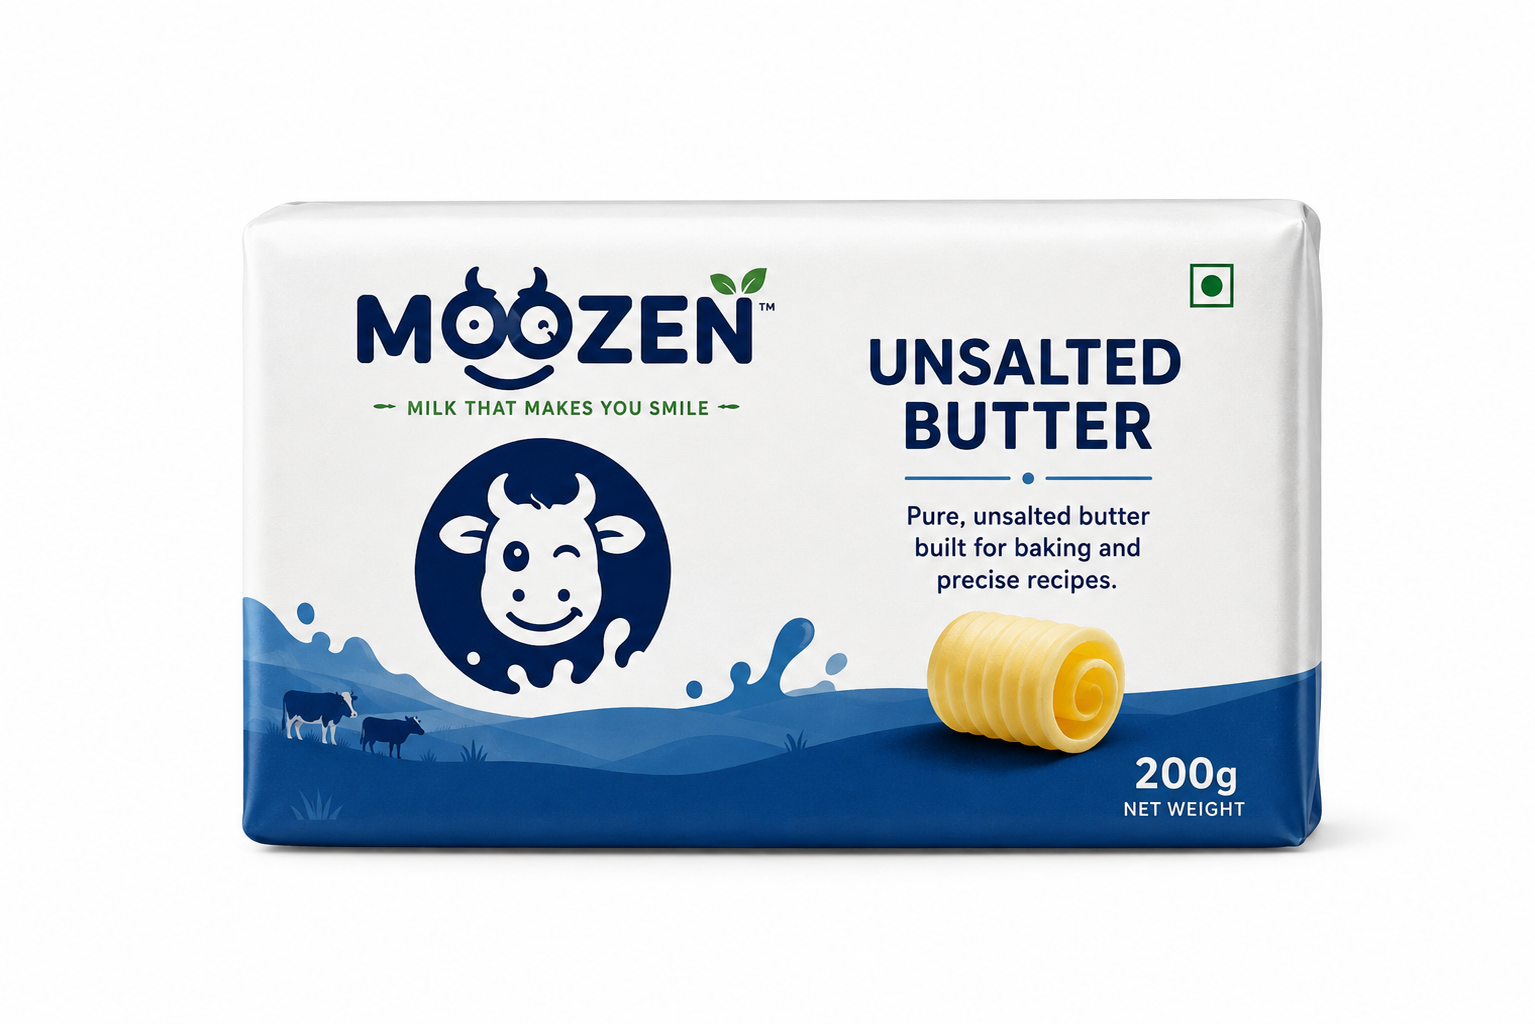 MOOZEN™
MILK THAT MAKES YOU SMILE
UNSALTED
BUTTER
Pure, unsalted butter
built for baking and
precise recipes.
200g
NET WEIGHT